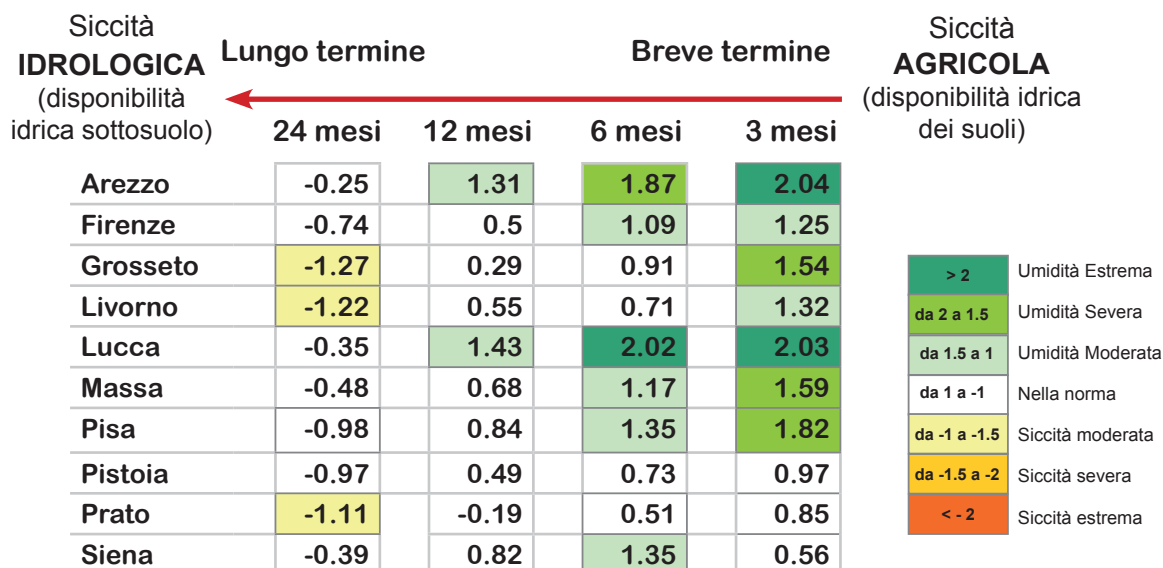 Siccità
IDROLOGICA
(disponibilità
idrica sottosuolo)
Lungo termine
Breve termine
Siccità
AGRICOLA
(disponibilità idrica
dei suoli)
24 mesi 12 mesi 6 mesi 3 mesi
Arezzo -0.25 1.31 1.87 2.04
Firenze -0.74 0.5 1.09 1.25
Grosseto -1.27 0.29 0.91 1.54
Livorno -1.22 0.55 0.71 1.32
Lucca -0.35 1.43 2.02 2.03
Massa -0.48 0.68 1.17 1.59
Pisa -0.98 0.84 1.35 1.82
Pistoia -0.97 0.49 0.73 0.97
Prato -1.11 -0.19 0.51 0.85
Siena -0.39 0.82 1.35 0.56
> 2 Umidità Estrema
da 2 a 1.5 Umidità Severa
da 1.5 a 1 Umidità Moderata
da 1 a -1 Nella norma
da -1 a -1.5 Siccità moderata
da -1.5 a -2 Siccità severa
< - 2 Siccità estrema